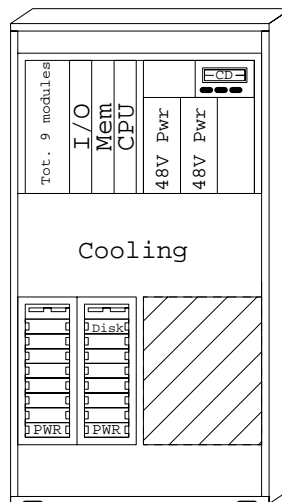 Tot. 9 modules
I/O
Mem
CPU
CD
48V Pwr
48V Pwr
Cooling
Disk
PWR
PWR